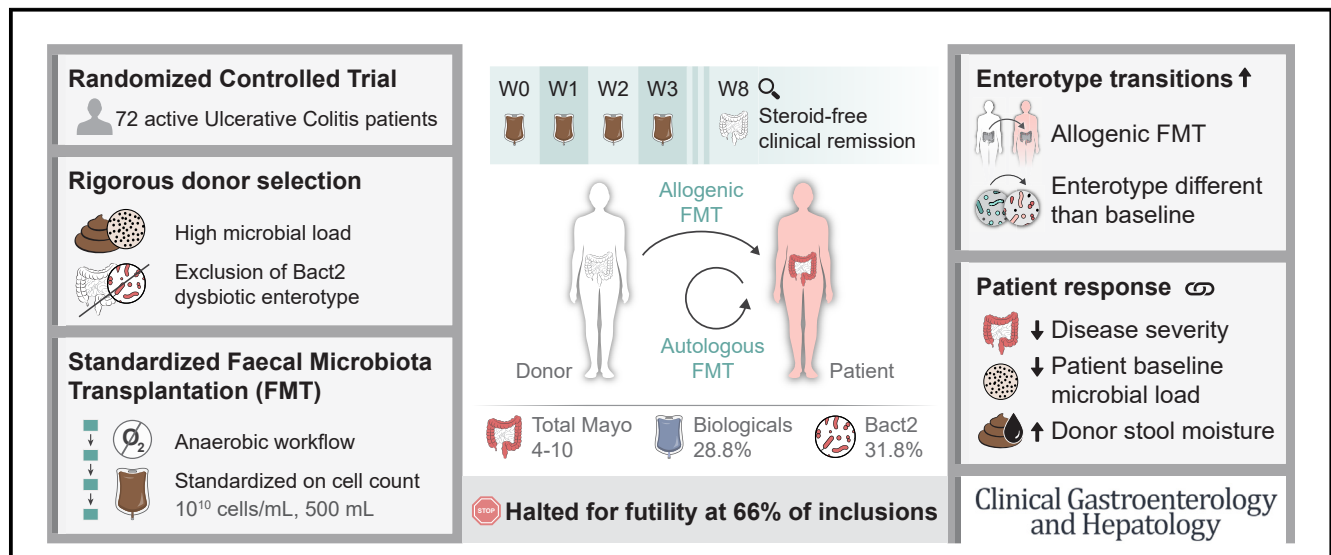 Randomized Controlled Trial
72 active Ulcerative Colitis patients
Rigorous donor selection
High microbial load
Exclusion of Bact2
dysbiotic enterotype
Standardized Faecal Microbiota
Transplantation (FMT)
O₂
Anaerobic workflow
Standardized on cell count
10¹⁰ cells/mL, 500 mL
W0 W1 W2 W3 W8
Steroid-free
clinical remission
Allogenic
FMT
Autologous
FMT
Donor
Patient
Total Mayo
4-10
Biologicals
28.8%
Bact2
31.8%
STOP
Halted for futility at 66% of inclusions
Enterotype transitions ↑
Allogenic FMT
Enterotype different
than baseline
Patient response
↓ Disease severity
↓ Patient baseline
microbial load
↑ Donor stool moisture
Clinical Gastroenterology
and Hepatology